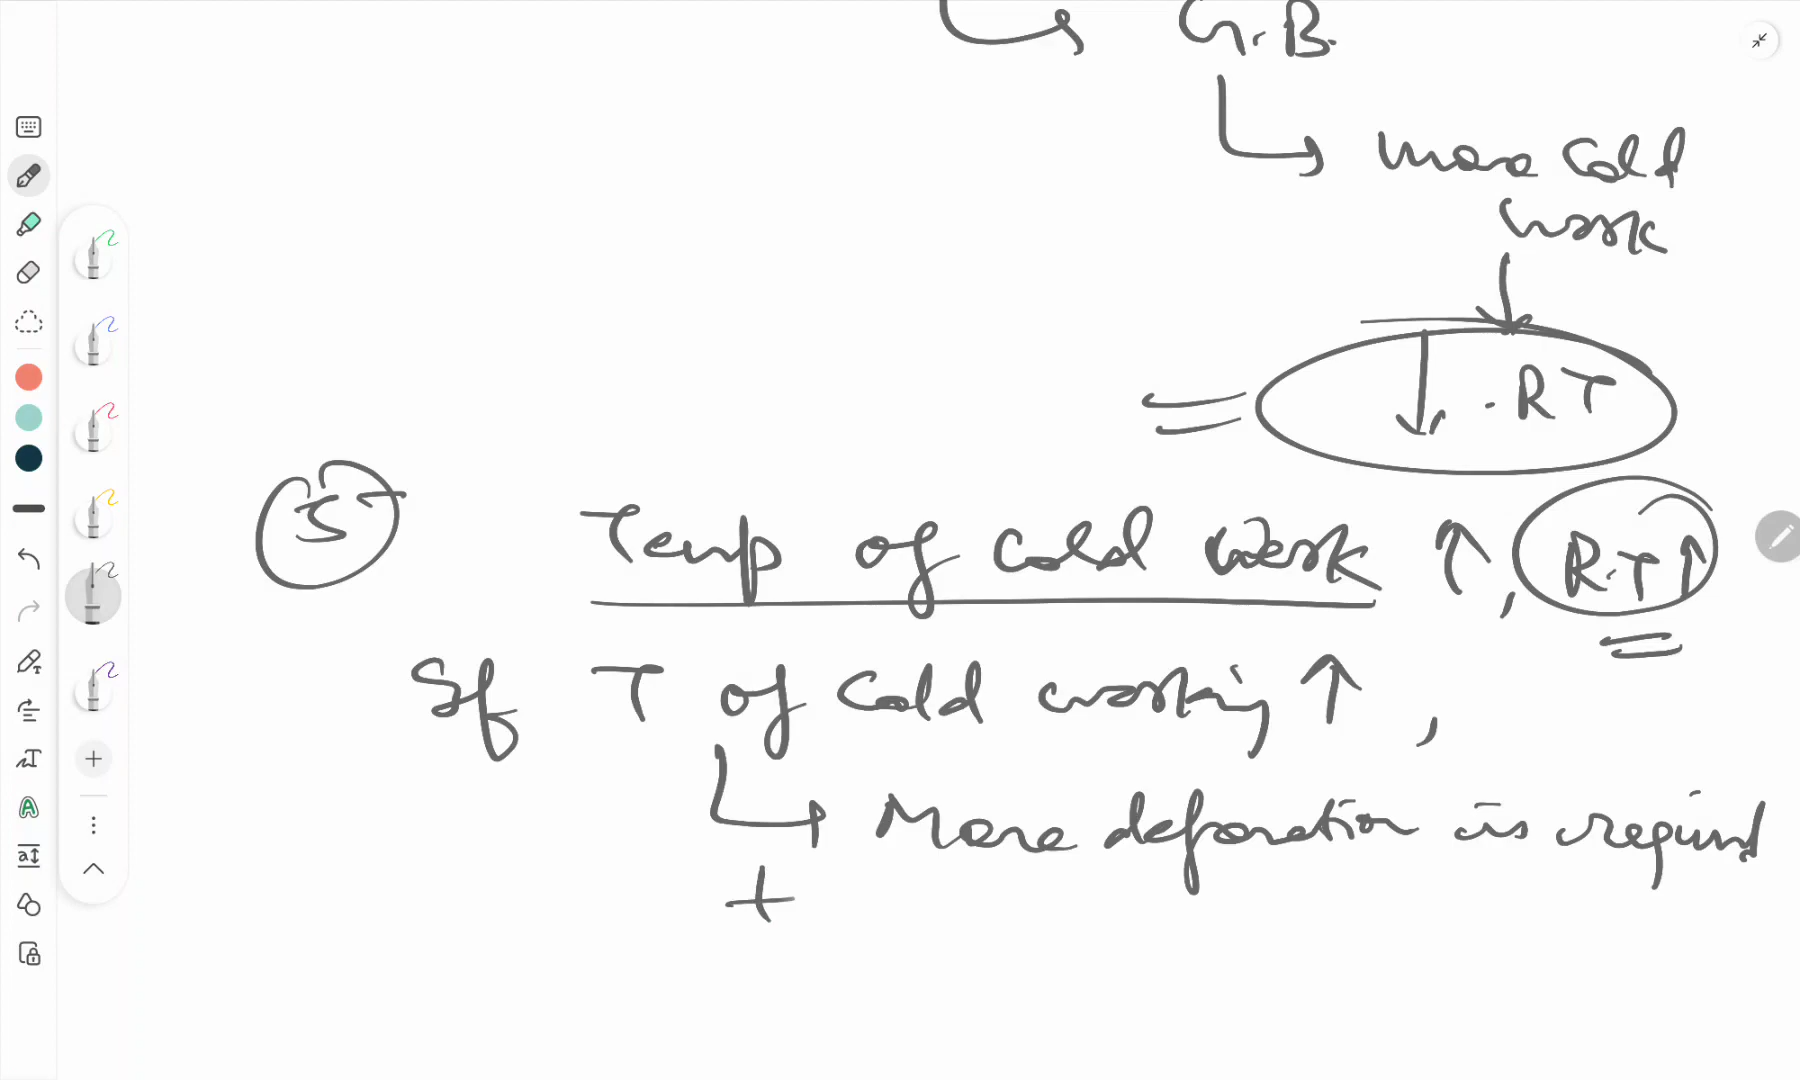 G.B.
more cold
work
↓ . RT
5 Temp of cold work ↑, R.T ↑
If T of cold working ↑,
More deformation is required
+